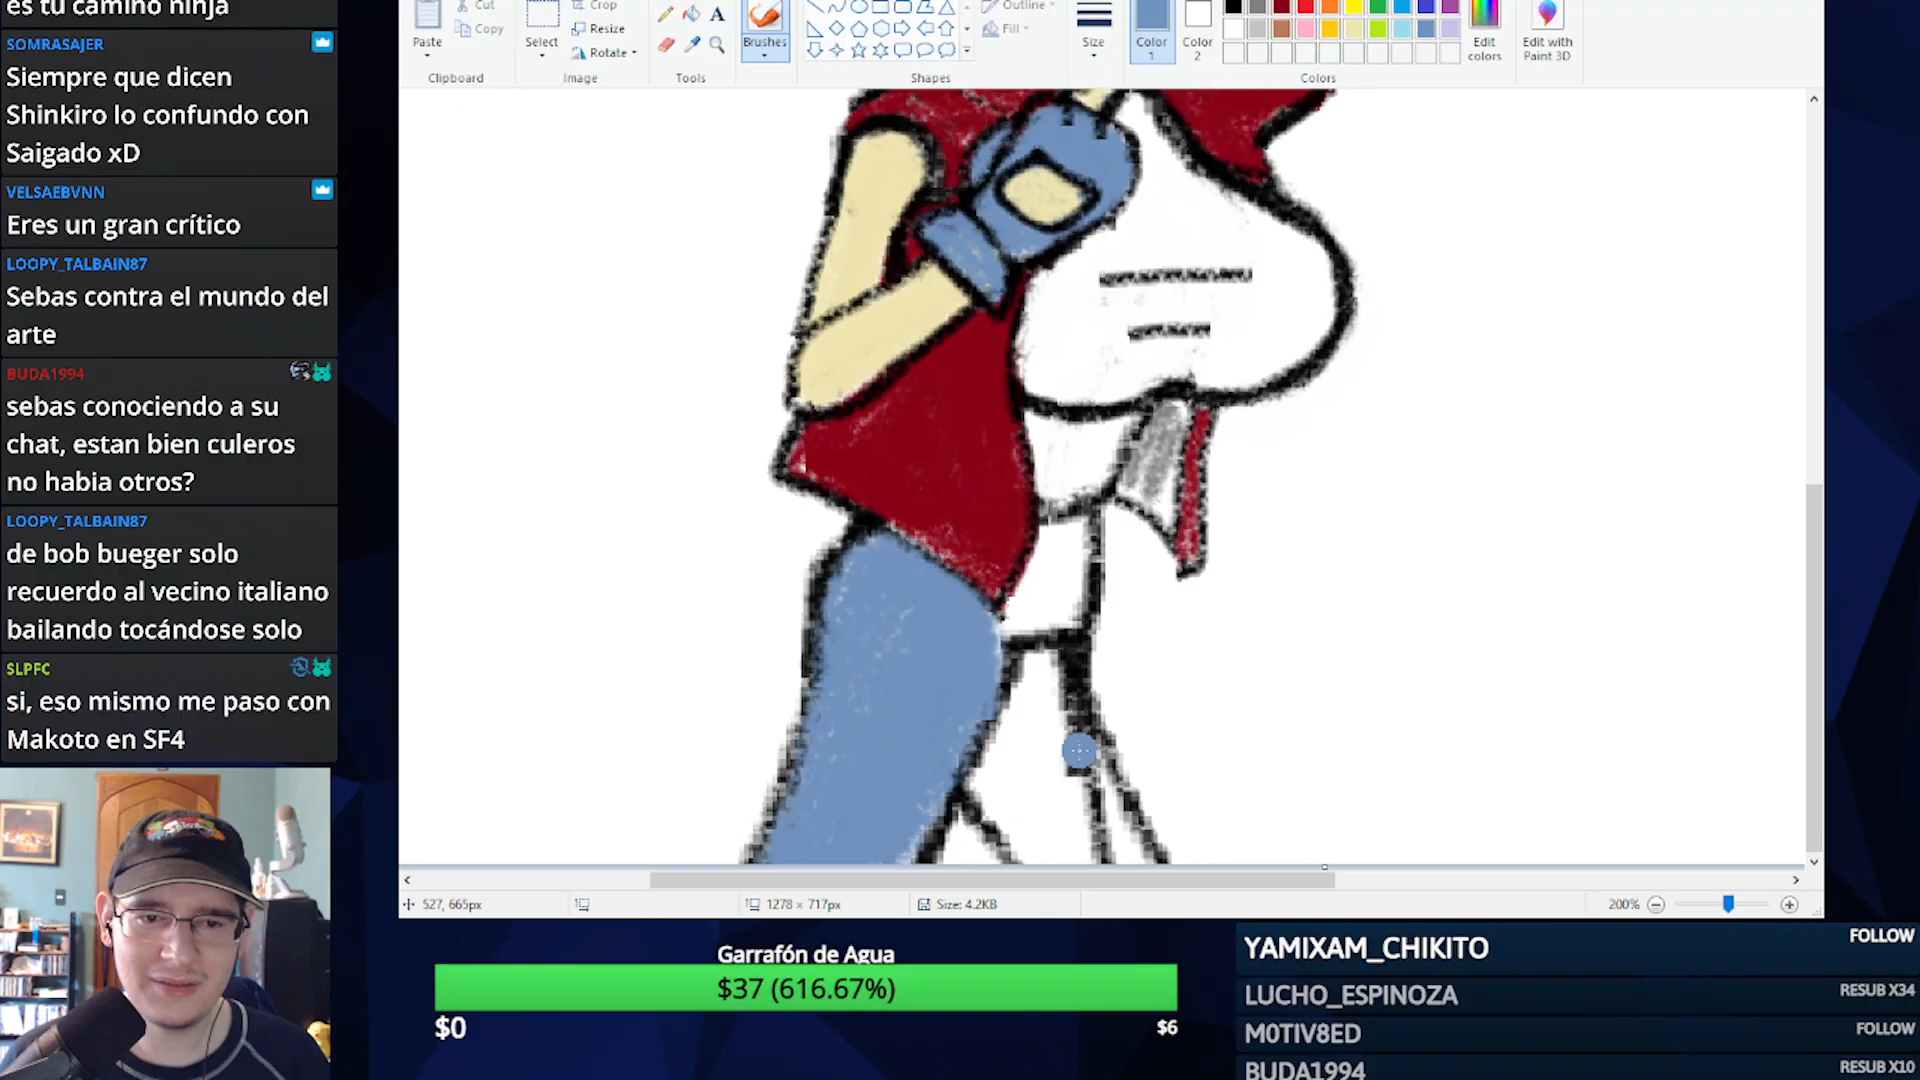 es tu camino ninja
SOMRASAJER
Siempre que dicen
Shinkiro lo confundo con
Saigado xD
VELSAEBVNN
Eres un gran crítico
LOOPY_TALBAIN87
Sebas contra el mundo del
arte
BUDA1994
sebas conociendo a su
chat, estan bien culeros
no habia otros?
LOOPY_TALBAIN87
de bob bueger solo
recuerdo al vecino italiano
bailando tocándose solo
SLPFC
si, eso mismo me paso con
Makoto en SF4
Paste
Cut
Copy
Clipboard
Select
Crop
Resize
Rotate
Image
A
Tools
Brushes
Shapes
Outline
Fill
Size
Color
1
Color
2
Colors
Edit
colors
Edit with
Paint 3D
527, 665px
1278 × 717px
Size: 4.2KB
200%
Garrafón de Agua
$37 (616.67%)
$0
$6
YAMIXAM_CHIKITO
FOLLOW
LUCHO_ESPINOZA
RESUB X34
M0TIV8ED
FOLLOW
BUDA1994
RESUB X10